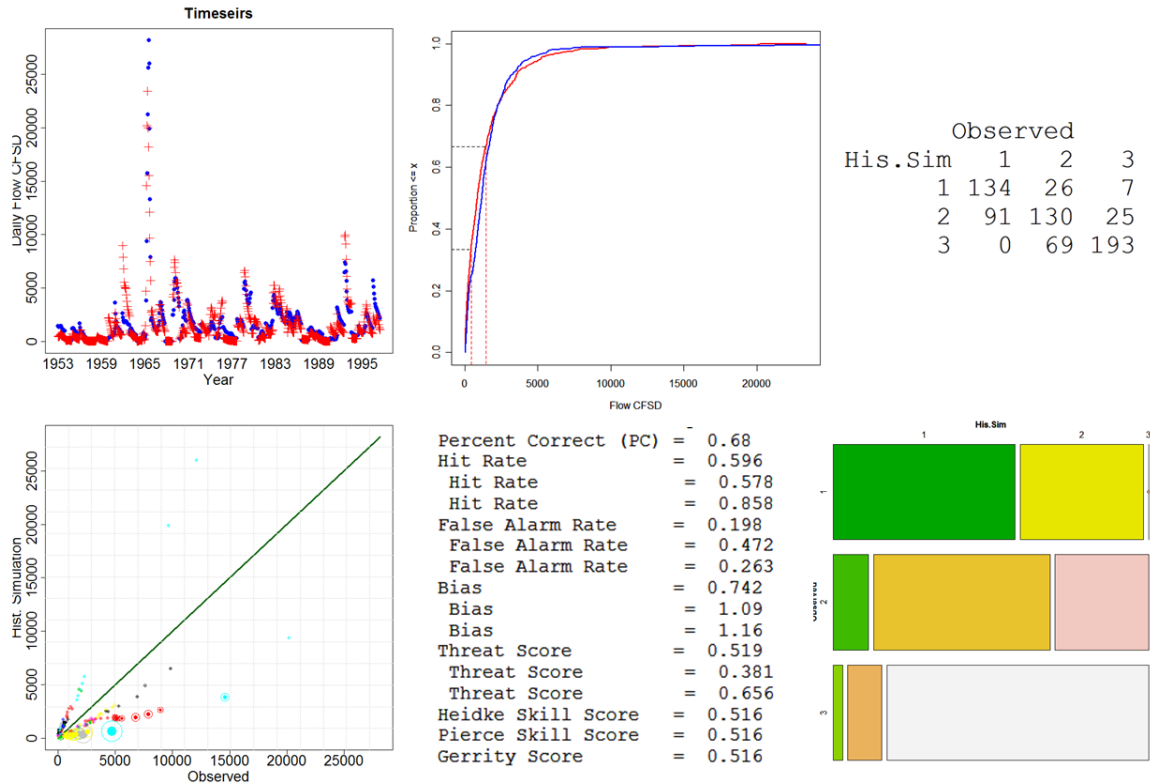 Timeseirs
Daily Flow CFSD
25000
20000
15000
10000
5000
0
1953 1959 1965 1971 1977 1983 1989 1995
Year
Proportion <= x
1.0
0.8
0.6
0.4
0.2
0.0
0 5000 10000 15000 20000
Flow CFSD
Observed
His.Sim 1 2 3
1 134 26 7
2 91 130 25
3 0 69 193
Hist. Simulation
25000
20000
15000
10000
5000
0
0 5000 10000 15000 20000 25000
Observed
Percent Correct (PC) = 0.68
Hit Rate = 0.596
Hit Rate = 0.578
Hit Rate = 0.858
False Alarm Rate = 0.198
False Alarm Rate = 0.472
False Alarm Rate = 0.263
Bias = 0.742
Bias = 1.09
Bias = 1.16
Threat Score = 0.519
Threat Score = 0.381
Threat Score = 0.656
Heidke Skill Score = 0.516
Pierce Skill Score = 0.516
Gerrity Score = 0.516
His.Sim
1 2 3
Observed
1
2
3